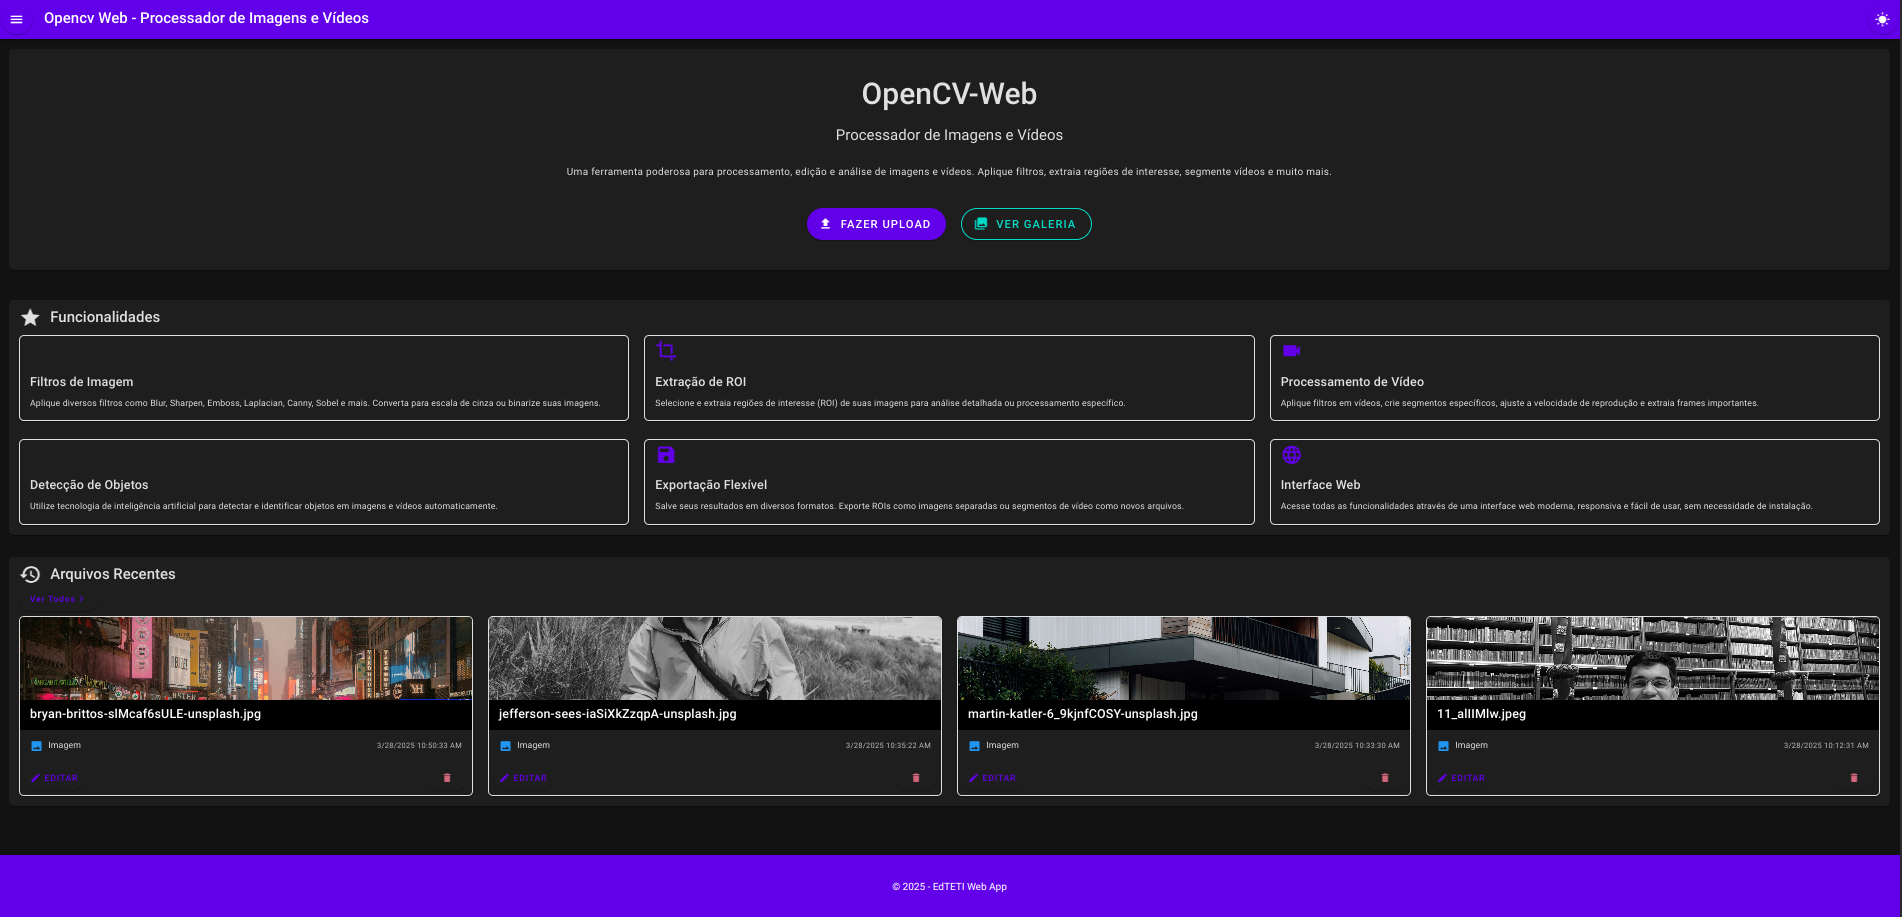 Opencv Web - Processador de Imagens e Vídeos
OpenCV-Web
Processador de Imagens e Vídeos
Uma ferramenta poderosa para processamento, edição e análise de imagens e vídeos. Aplique filtros, extraia regiões de interesse, segmente vídeos e muito mais.
FAZER UPLOAD
VER GALERIA
Funcionalidades
Filtros de Imagem
Aplique diversos filtros como Blur, Sharpen, Emboss, Laplacian, Canny, Sobel e mais. Converta para escala de cinza ou binarize suas imagens.
Extração de ROI
Selecione e extraia regiões de interesse (ROI) de suas imagens para análise detalhada ou processamento específico.
Processamento de Vídeo
Aplique filtros em vídeos, crie segmentos específicos, ajuste a velocidade de reprodução e extraia frames importantes.
Detecção de Objetos
Utilize tecnologia de inteligência artificial para detectar e identificar objetos em imagens e vídeos automaticamente.
Exportação Flexível
Salve seus resultados em diversos formatos. Exporte ROIs como imagens separadas ou segmentos de vídeo como novos arquivos.
Interface Web
Acesse todas as funcionalidades através de uma interface web moderna, responsiva e fácil de usar, sem necessidade de instalação.
Arquivos Recentes
Ver Todos >
bryan-brittos-slMcaf6sULE-unsplash.jpg
Imagem 3/28/2025 10:50:33 AM
EDITAR
jefferson-sees-iaSiXkZzqpA-unsplash.jpg
Imagem 3/28/2025 10:35:22 AM
EDITAR
martin-katler-6_9kjnfCOSY-unsplash.jpg
Imagem 3/28/2025 10:33:30 AM
EDITAR
11_alIIMlw.jpeg
Imagem 3/28/2025 10:12:31 AM
EDITAR
© 2025 - EdTETI Web App